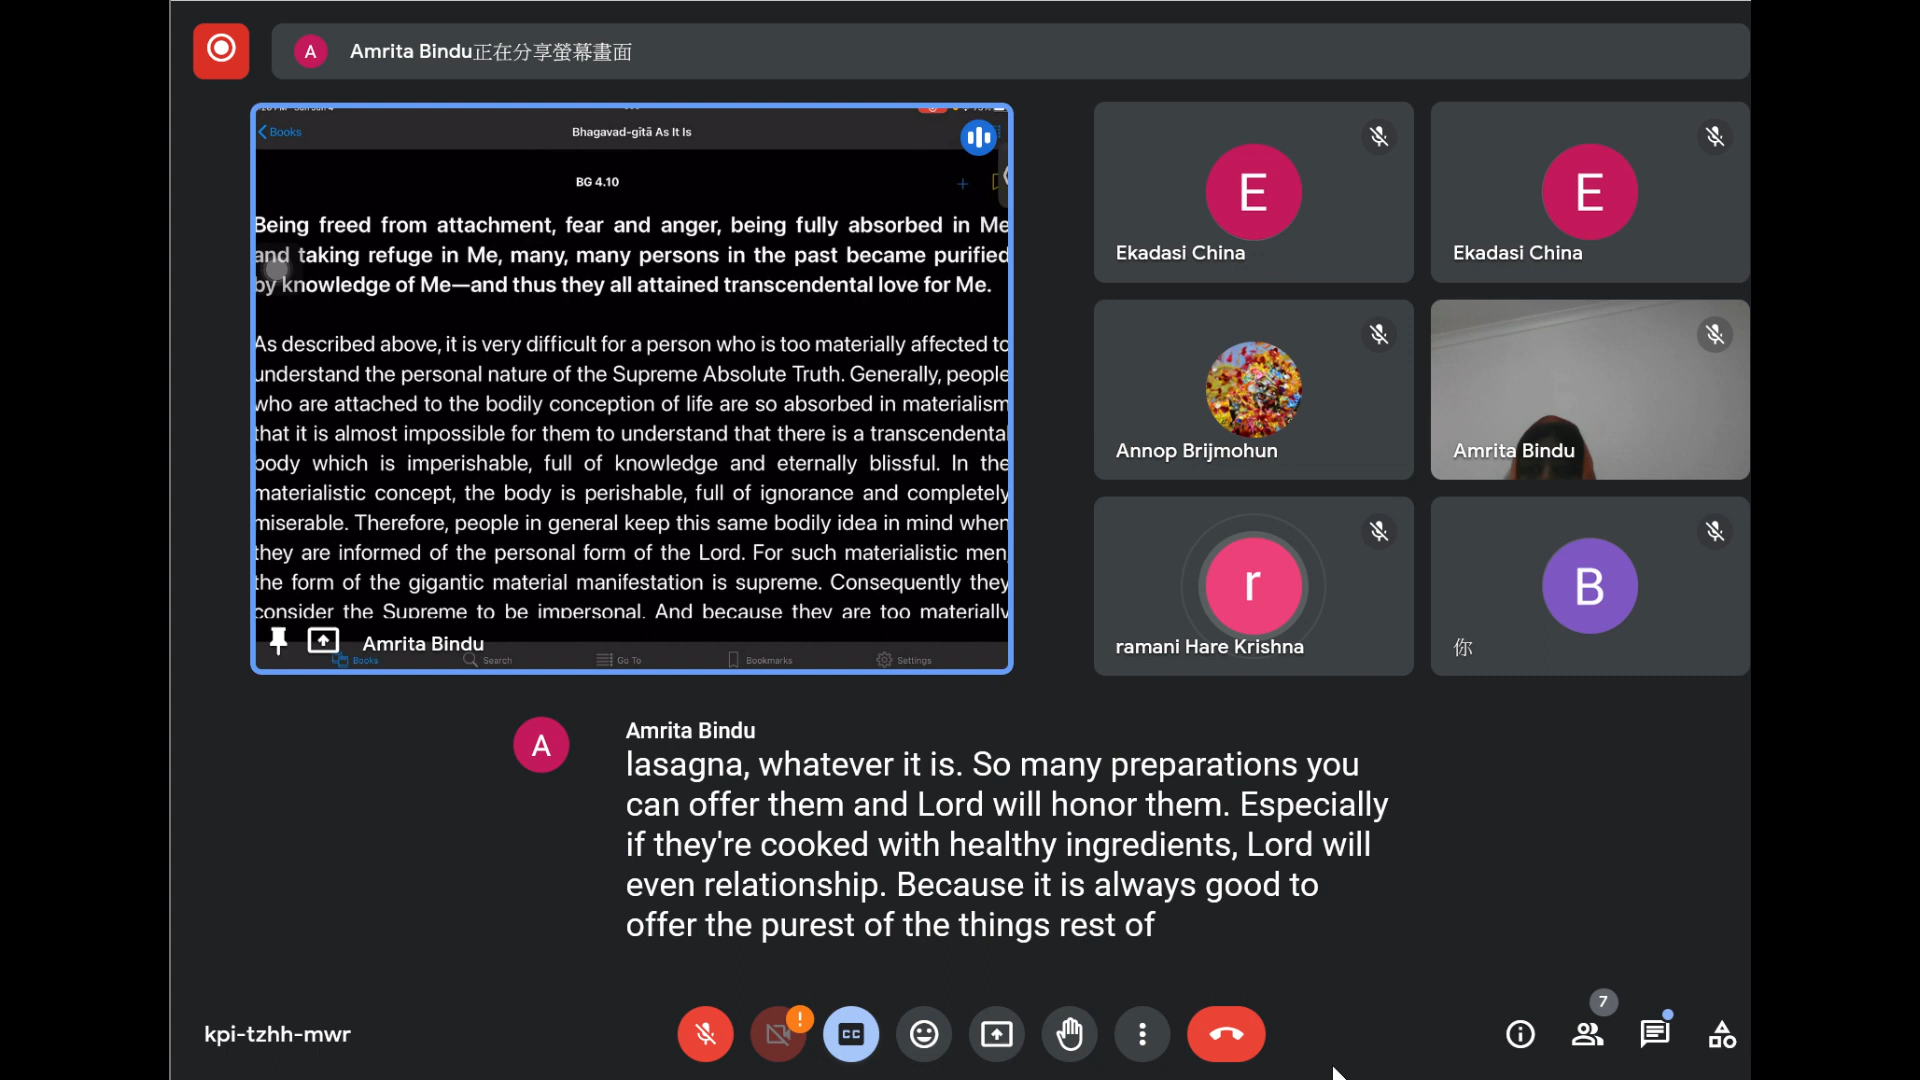 A
Amrita Bindu正在分享螢幕畫面
Books
Bhagavad-gītā As It Is
BG 4.10
Being freed from attachment, fear and anger, being fully absorbed in Me
and taking refuge in Me, many, many persons in the past became purified
by knowledge of Me—and thus they all attained transcendental love for Me.
As described above, it is very difficult for a person who is too materially affected to
understand the personal nature of the Supreme Absolute Truth. Generally, people
who are attached to the bodily conception of life are so absorbed in materialism
that it is almost impossible for them to understand that there is a transcendental
body which is imperishable, full of knowledge and eternally blissful. In the
materialistic concept, the body is perishable, full of ignorance and completely
miserable. Therefore, people in general keep this same bodily idea in mind when
they are informed of the personal form of the Lord. For such materialistic men,
the form of the gigantic material manifestation is supreme. Consequently they
consider the Supreme to be impersonal. And because they are too materially
Amrita Bindu
Books
Search
Go To
Bookmarks
Settings
E
Ekadasi China
E
Ekadasi China
Annop Brijmohun
Amrita Bindu
r
ramani Hare Krishna
B
你
A
Amrita Bindu
lasagna, whatever it is. So many preparations you
can offer them and Lord will honor them. Especially
if they're cooked with healthy ingredients, Lord will
even relationship. Because it is always good to
offer the purest of the things rest of
kpi-tzhh-mwr
CC
7